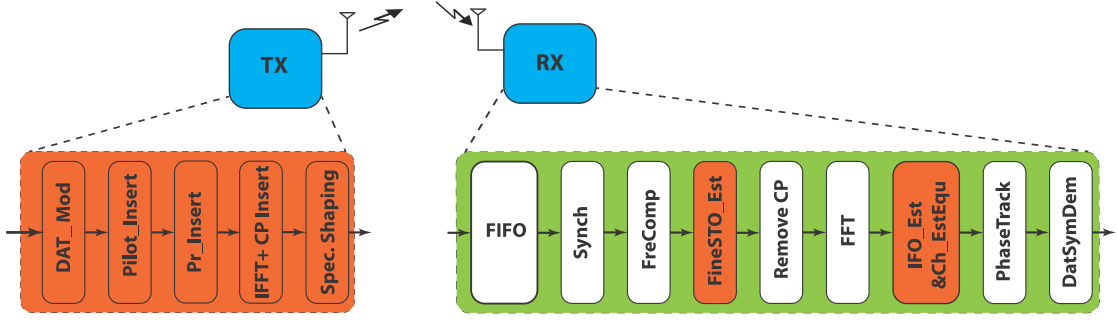 TX
RX
DAT_Mod
Pilot_Insert
Pr_Insert
IFFT+ CP Insert
Spec. Shaping
FIFO
Synch
FreComp
FineSTO_Est
Remove CP
FFT
IFO_Est
&Ch_EstEqu
PhaseTrack
DatSymDem